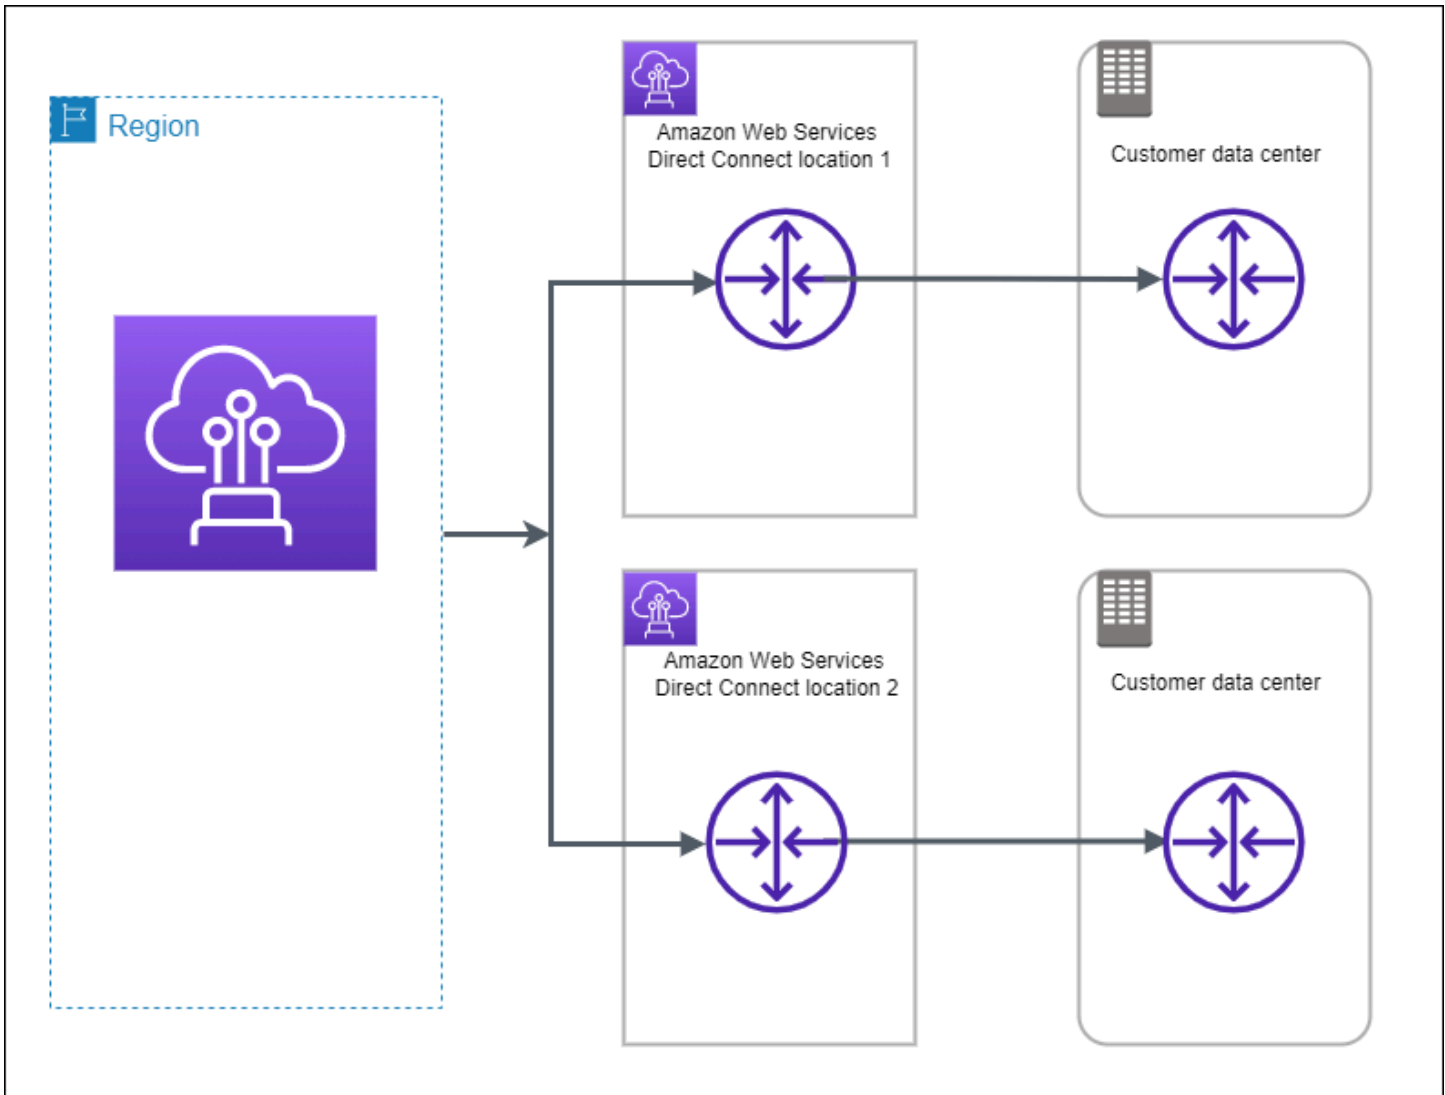 Region
Amazon Web Services
Direct Connect location 1
Customer data center
Amazon Web Services
Direct Connect location 2
Customer data center